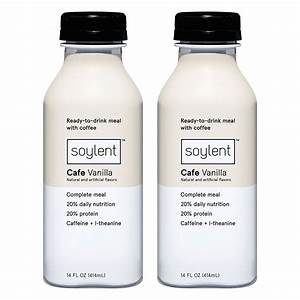 Ready-to-drink meal
with coffee
soylent™
Cafe Vanilla
Natural and artificial flavors
Complete meal
20% daily nutrition
20% protein
Caffeine + l-theanine
14 FL OZ (414mL)
Ready-to-drink meal
with coffee
soylent™
Cafe Vanilla
Natural and artificial flavors
Complete meal
20% daily nutrition
20% protein
Caffeine + l-theanine
14 FL OZ (414mL)